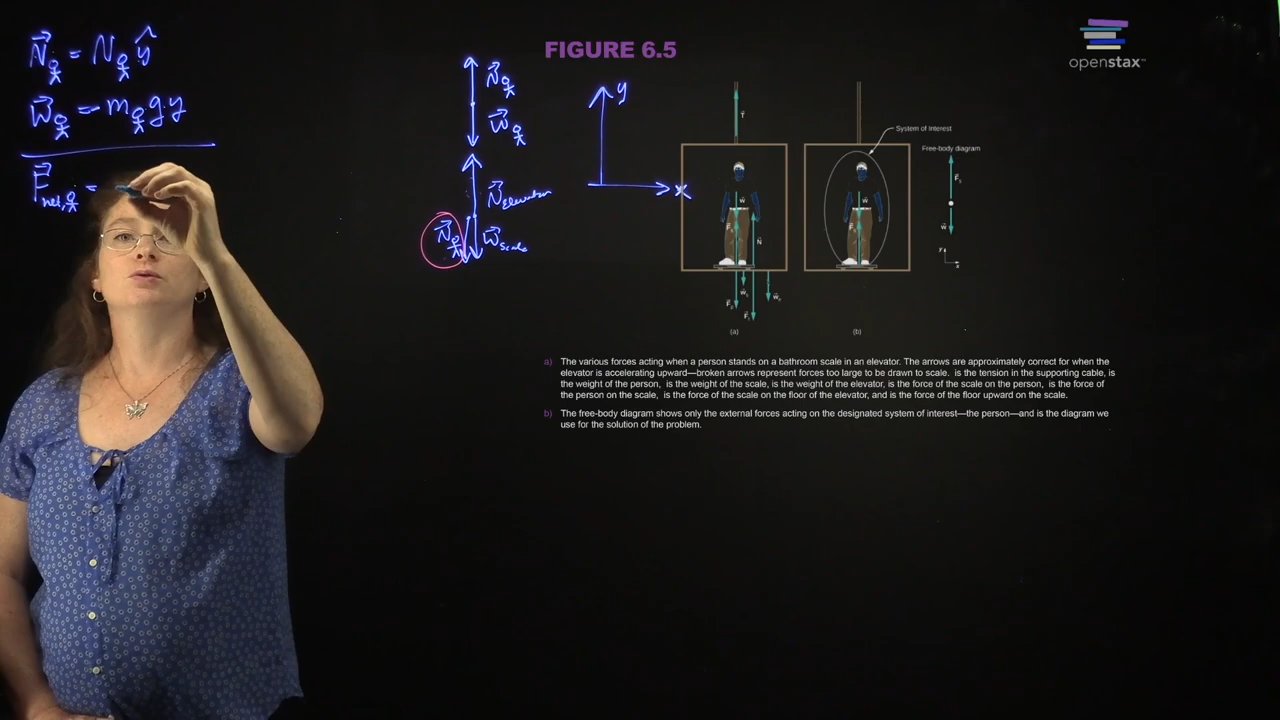 N⃗ = N ŷ
w⃗ = -m g·y
F⃗net, =
N⃗
w⃗
N⃗Elevator
N⃗
w⃗Scale
y
x
FIGURE 6.5
openstax™
T⃗
w⃗
F⃗s
N⃗
w⃗s
F⃗p
w⃗e
F⃗t
(a)
System of interest
w⃗
F⃗s
(b)
Free-body diagram
F⃗s
w⃗
y
x
a) The various forces acting when a person stands on a bathroom scale in an elevator. The arrows are approximately correct for when the
elevator is accelerating upward—broken arrows represent forces too large to be drawn to scale. is the tension in the supporting cable, is
the weight of the person, is the weight of the scale, is the weight of the elevator, is the force of the scale on the person, is the force of
the person on the scale, is the force of the scale on the floor of the elevator, and is the force of the floor upward on the scale.
b) The free-body diagram shows only the external forces acting on the designated system of interest—the person—and is the diagram we
use for the solution of the problem.